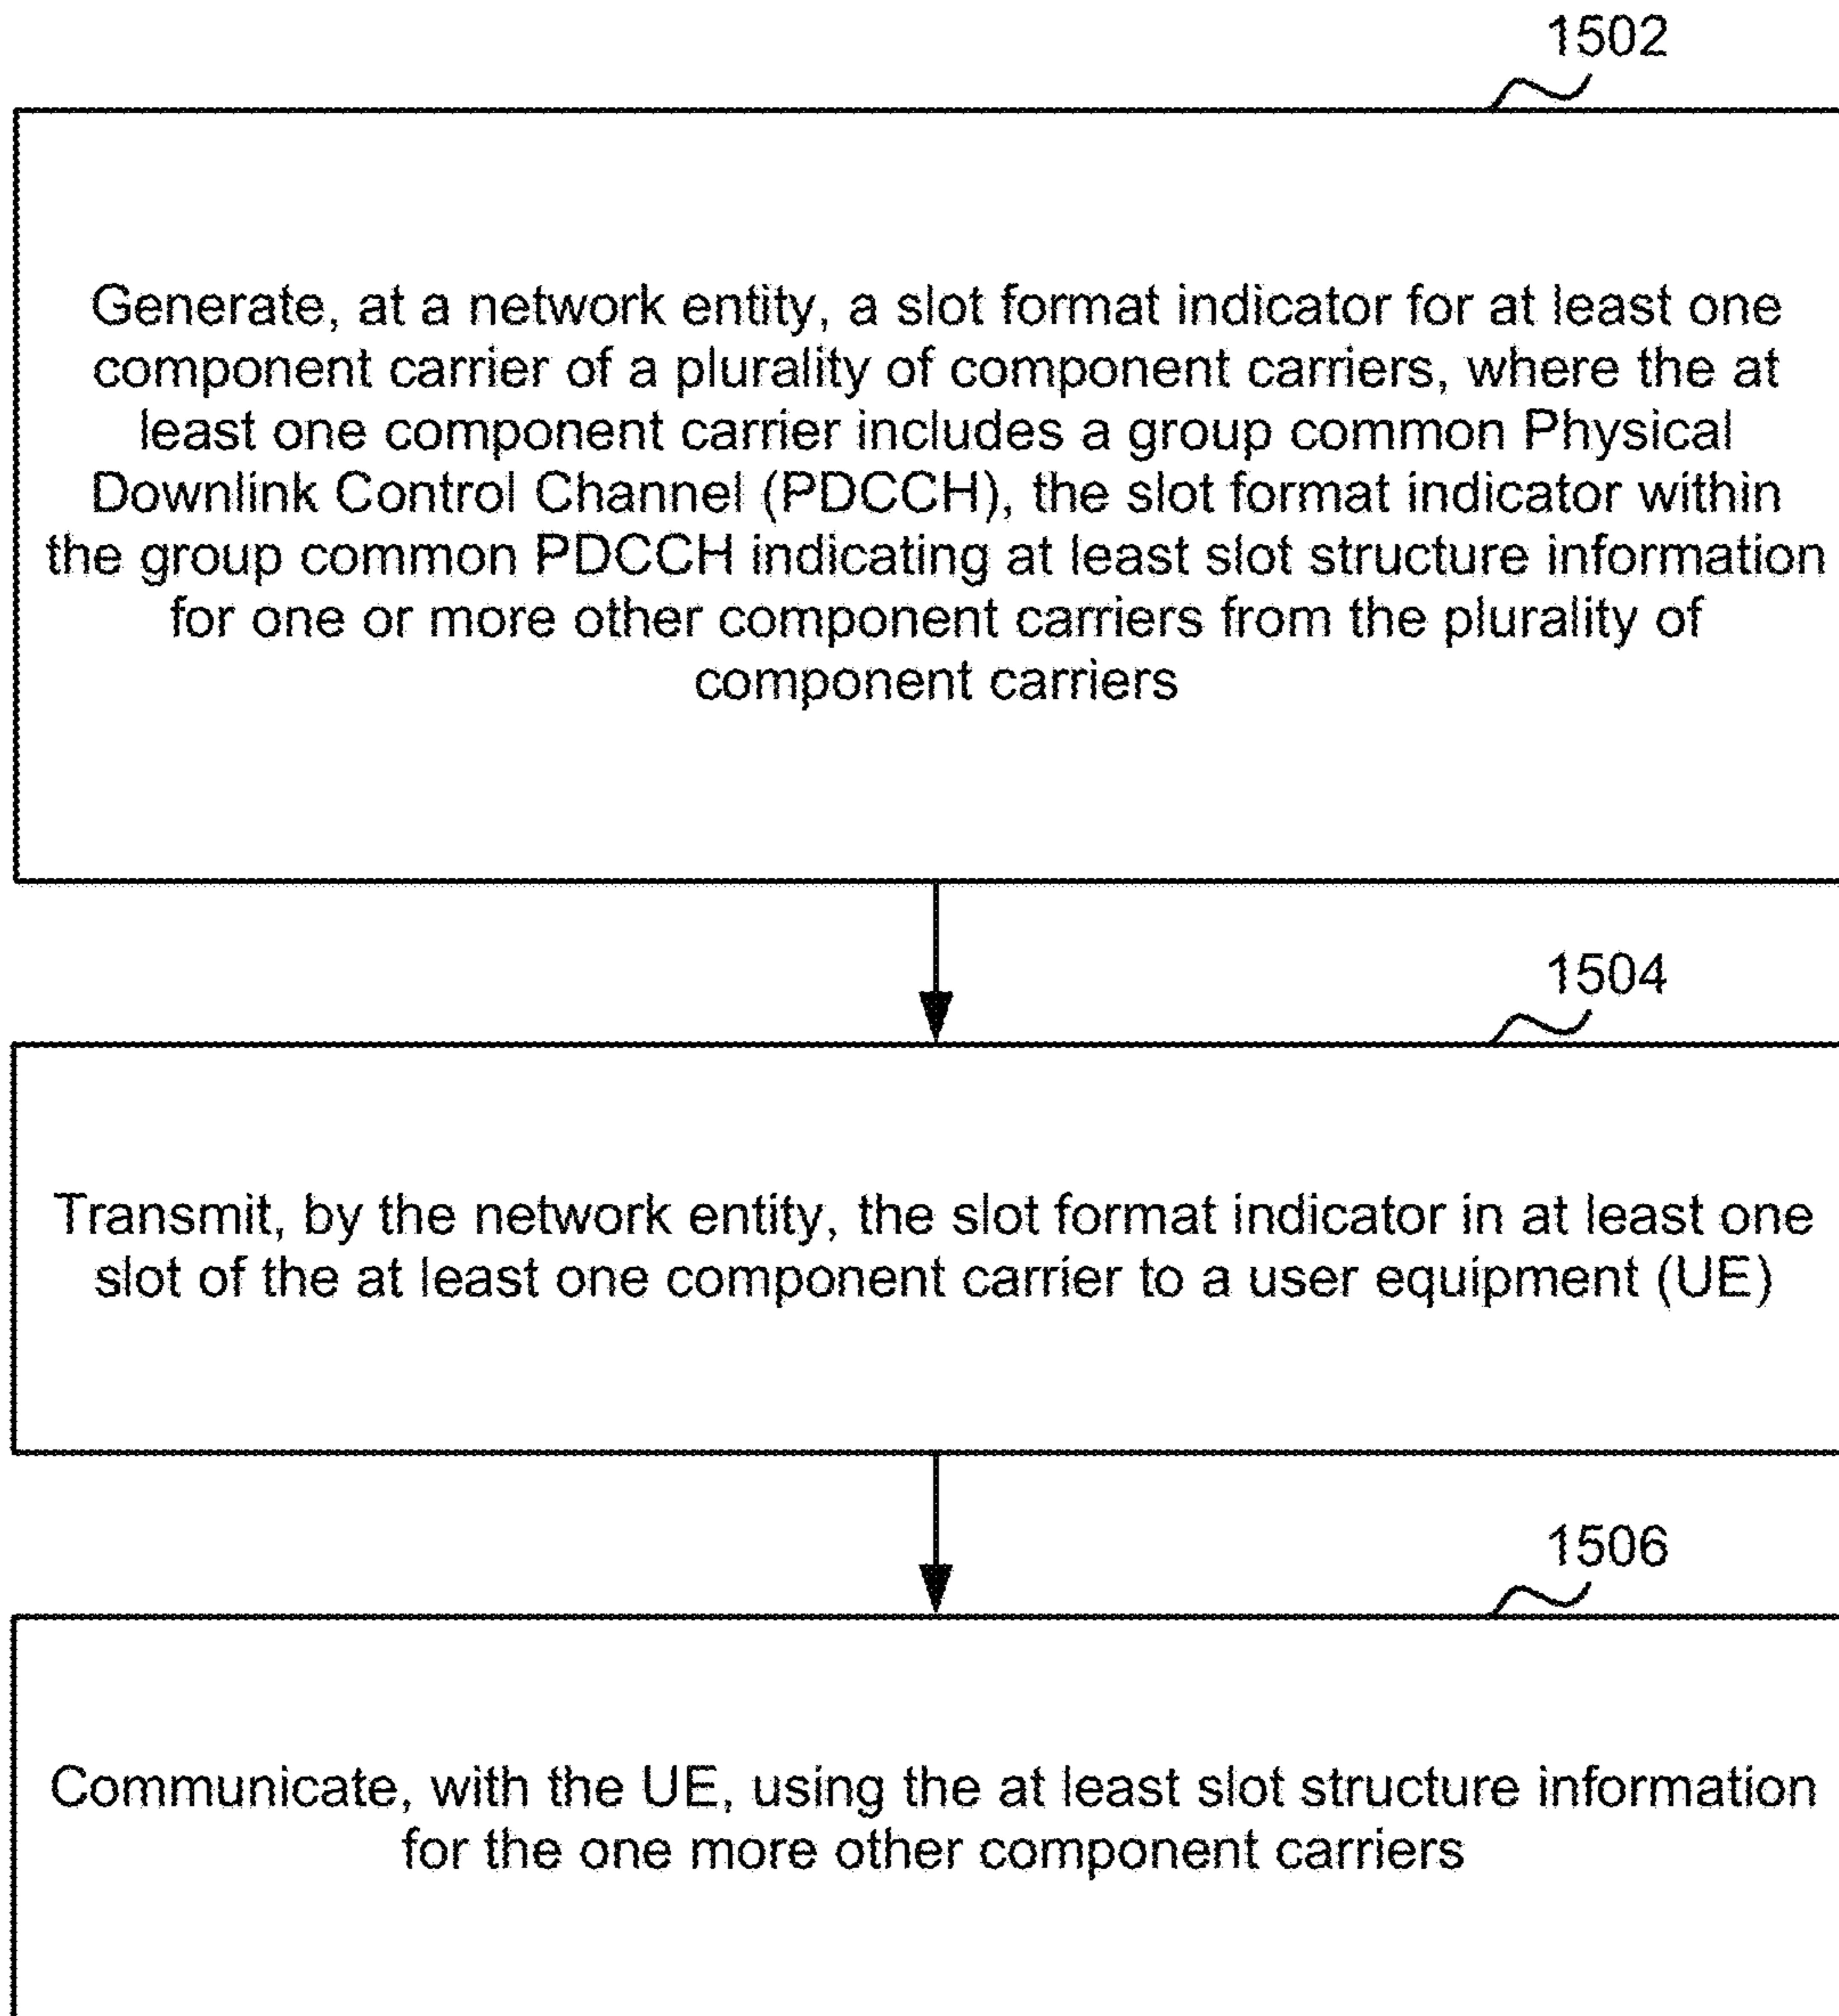 1502
Generate, at a network entity, a slot format indicator for at least one
component carrier of a plurality of component carriers, where the at
least one component carrier includes a group common Physical
Downlink Control Channel (PDCCH), the slot format indicator within
the group common PDCCH indicating at least slot structure information
for one or more other component carriers from the plurality of
component carriers
1504
Transmit, by the network entity, the slot format indicator in at least one
slot of the at least one component carrier to a user equipment (UE)
1506
Communicate, with the UE, using the at least slot structure information
for the one more other component carriers